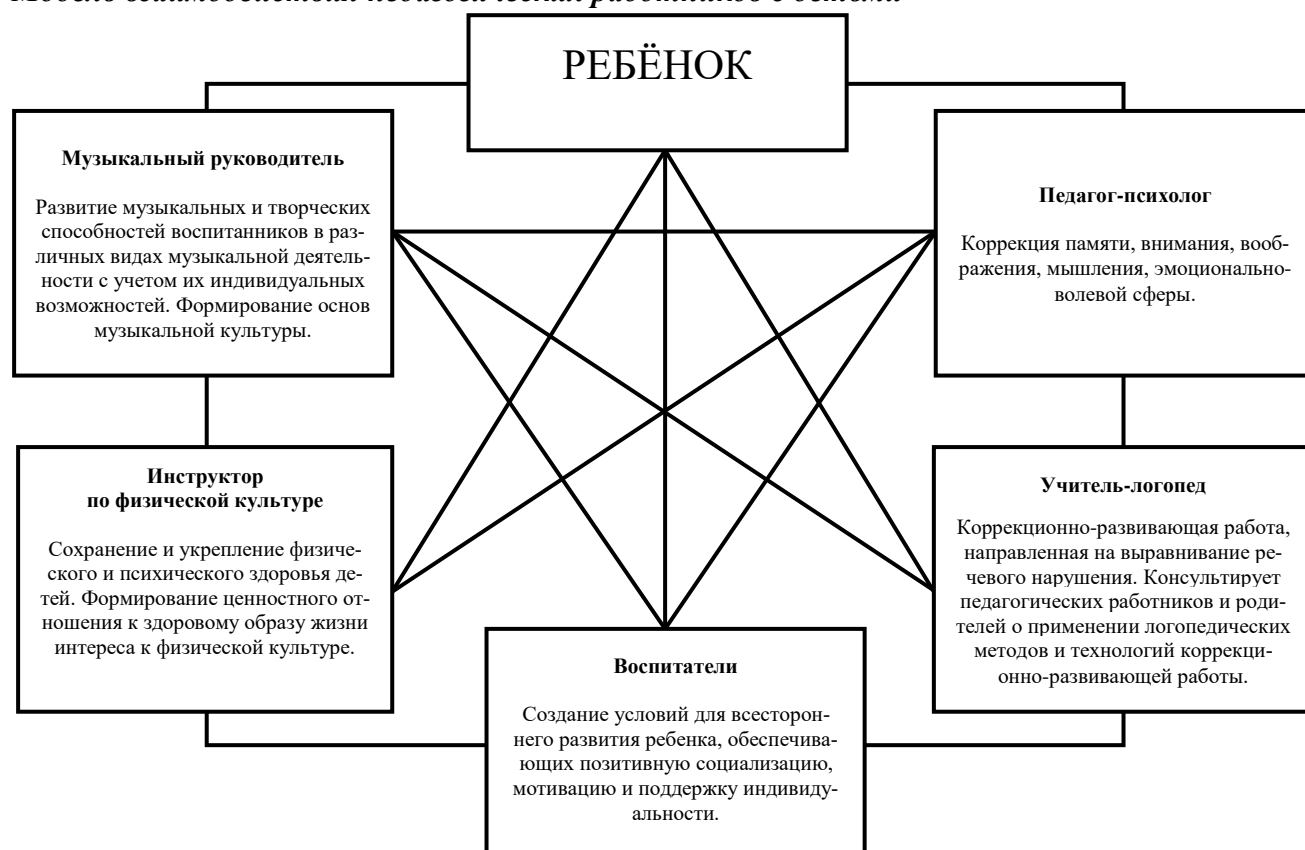 РЕБЁНОК
Музыкальный руководитель
Развитие музыкальных и творческих
способностей воспитанников в раз-
личных видах музыкальной деятель-
ности с учетом их индивидуальных
возможностей. Формирование основ
музыкальной культуры.
Педагог-психолог
Коррекция памяти, внимания, вооб-
ражения, мышления, эмоционально-
волевой сферы.
Инструктор
по физической культуре
Сохранение и укрепление физиче-
ского и психического здоровья де-
тей. Формирование ценностного от-
ношения к здоровому образу жизни
интереса к физической культуре.
Учитель-логопед
Коррекционно-развивающая работа,
направленная на выравнивание ре-
чевого нарушения. Консультирует
педагогических работников и роди-
телей о применении логопедических
методов и технологий коррекци-
онно-развивающей работы.
Воспитатели
Создание условий для всесторон-
него развития ребенка, обеспечива-
ющих позитивную социализацию,
мотивацию и поддержку индивиду-
альности.